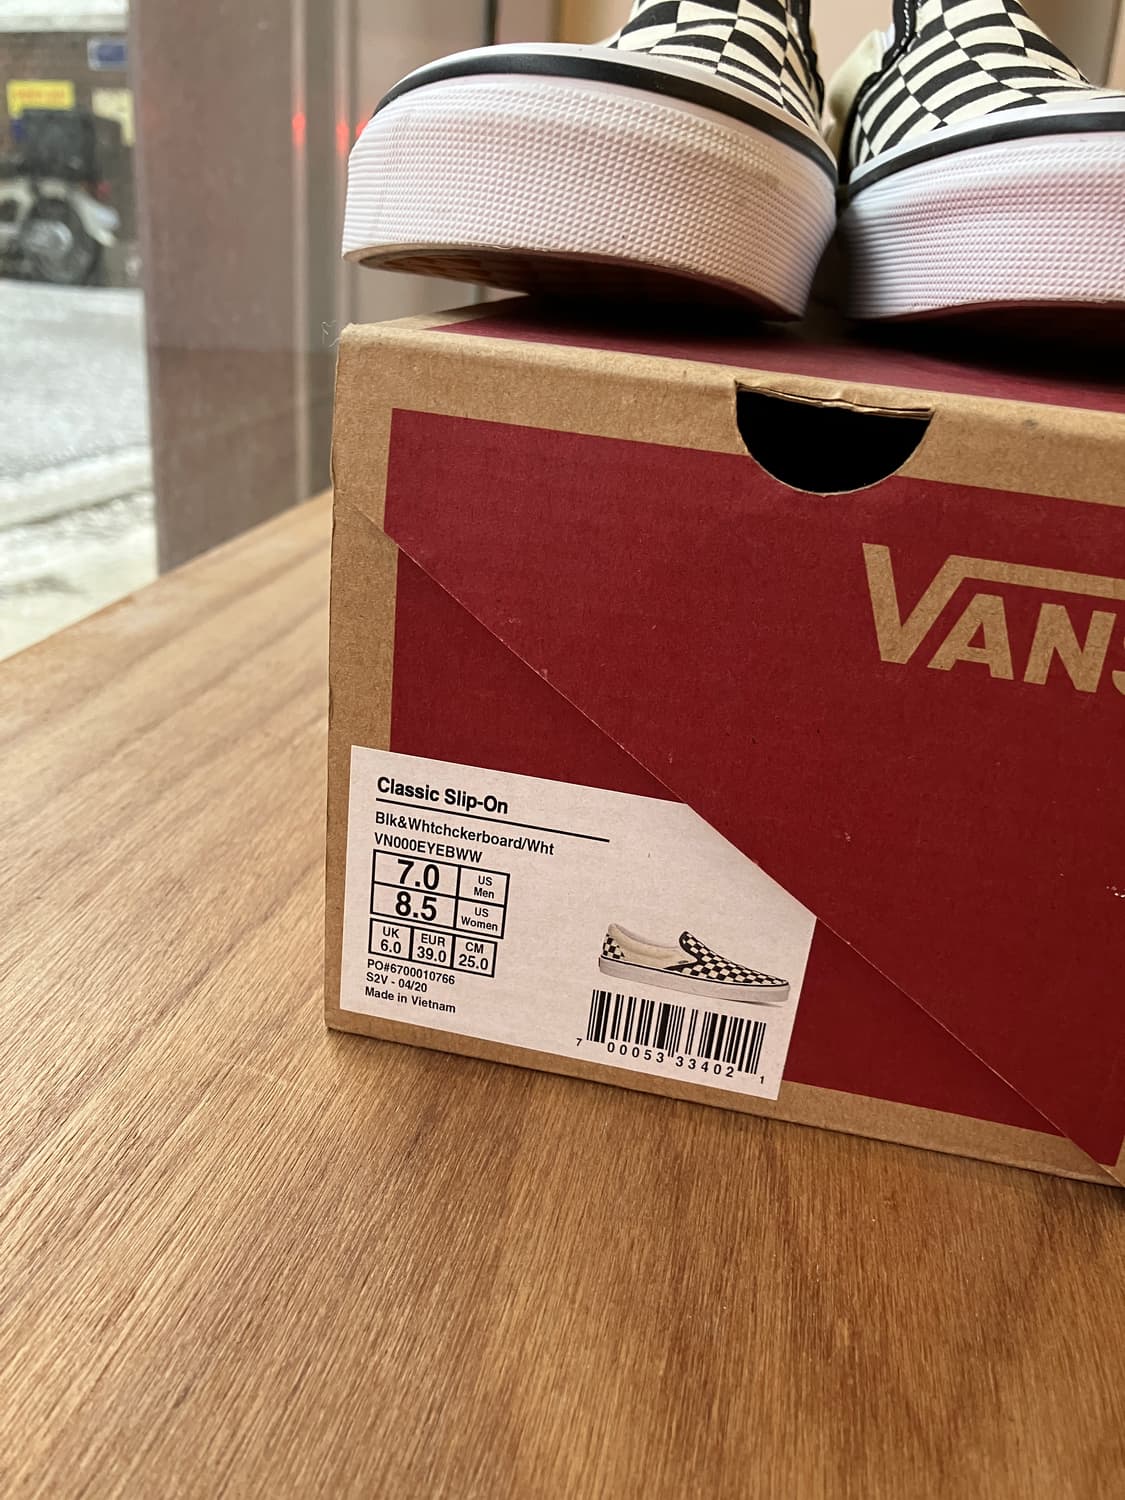 VANS
Classic Slip-On
Blk&Whtchckerboard/Wht
VN000EYEBWW
7.0 US Men
8.5 US Women
UK 6.0 EUR 39.0 CM 25.0
PO#6700010766
S2V - 04/20
Made in Vietnam
7 00053 33402 1